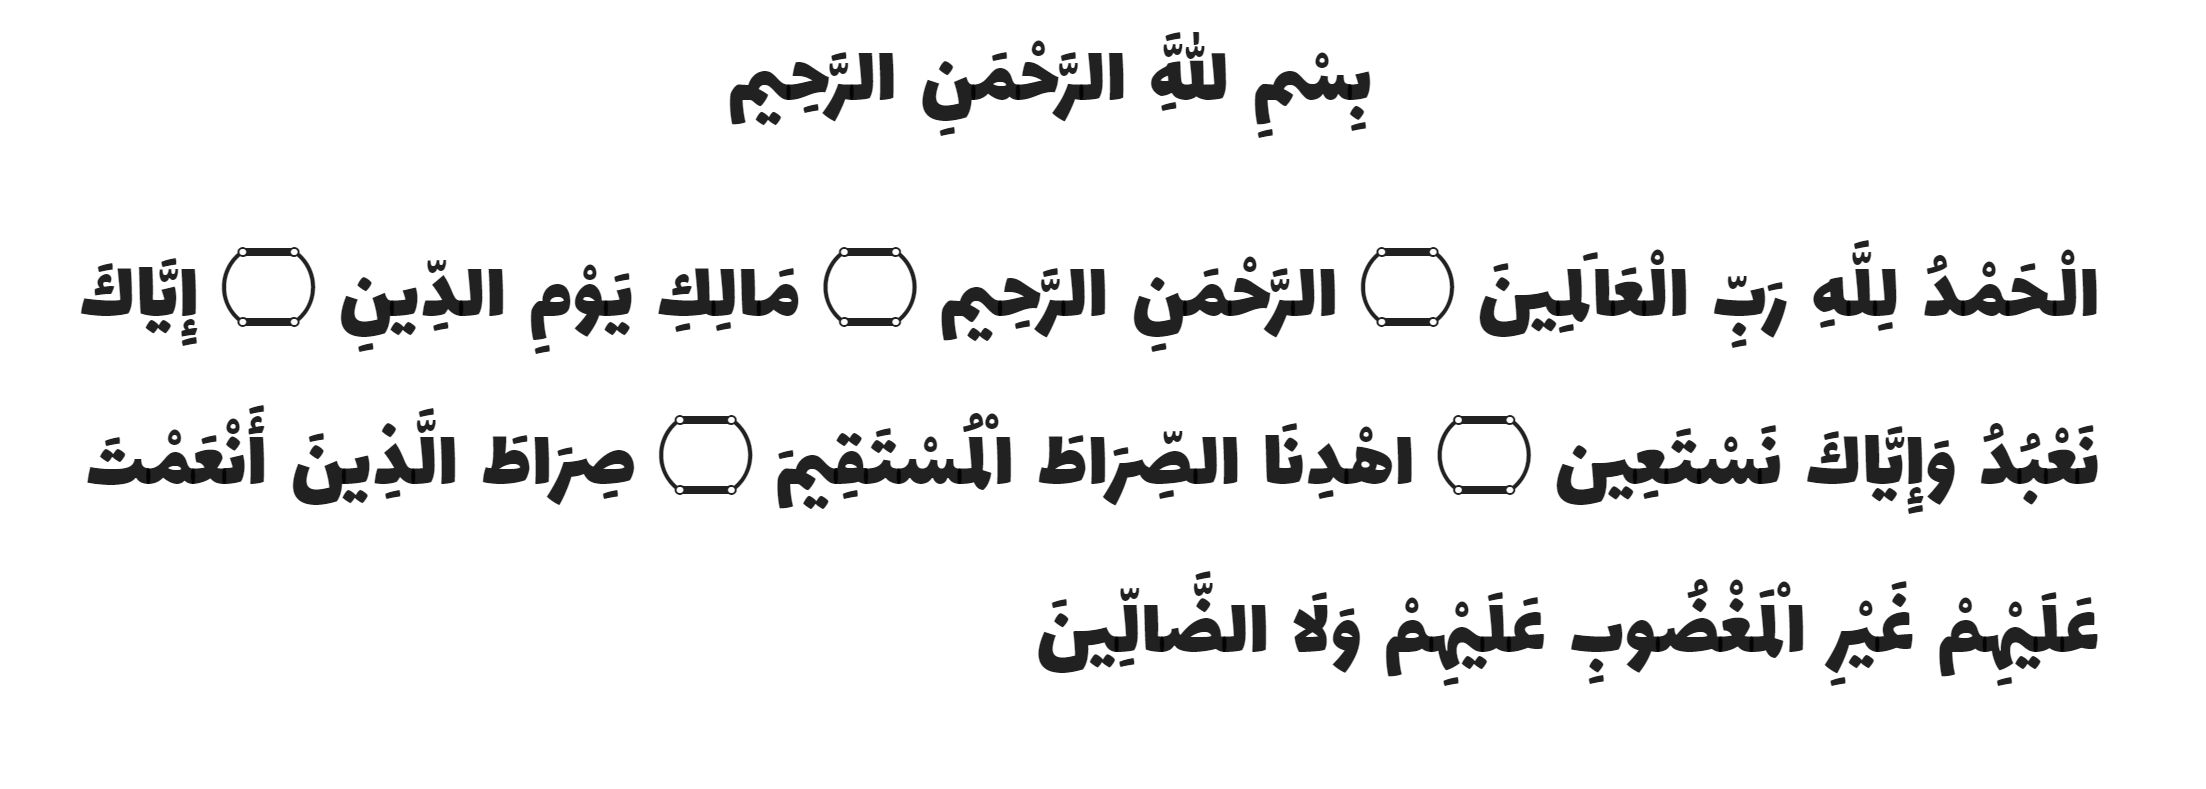 بِسْمِ للَّهِ الرَّحْمَنِ الرَّحِيم
الْحَمْدُ لِلَّهِ رَبِّ الْعَالَمِينَ ۝ الرَّحْمَنِ الرَّحِيم ۝ مَالِكِ يَوْمِ الدِّينِ ۝ إِيَّاكَ
نَعْبُدُ وَإِيَّاكَ نَسْتَعِين ۝ اهْدِنَا الصِّرَاطَ الْمُسْتَقِيمَ ۝ صِرَاطَ الَّذِينَ أَنْعَمْتَ
عَلَيْهِمْ غَيْرِ الْمَغْضُوبِ عَلَيْهِمْ وَلَا الضَّالِّينَ